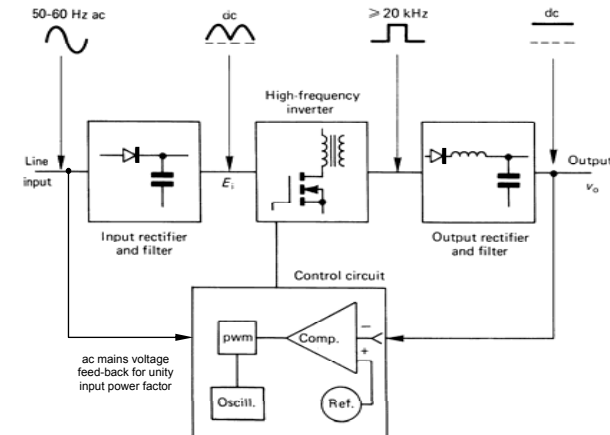 50-60 Hz ac
dc
≥ 20 kHz
dc
High-frequency
inverter
Line
input
E i
Output
v o
Input rectifier
and filter
Output rectifier
and filter
Control circuit
pwm
Comp.
−
+
ac mains voltage
feed-back for unity
input power factor
Oscill.
Ref.